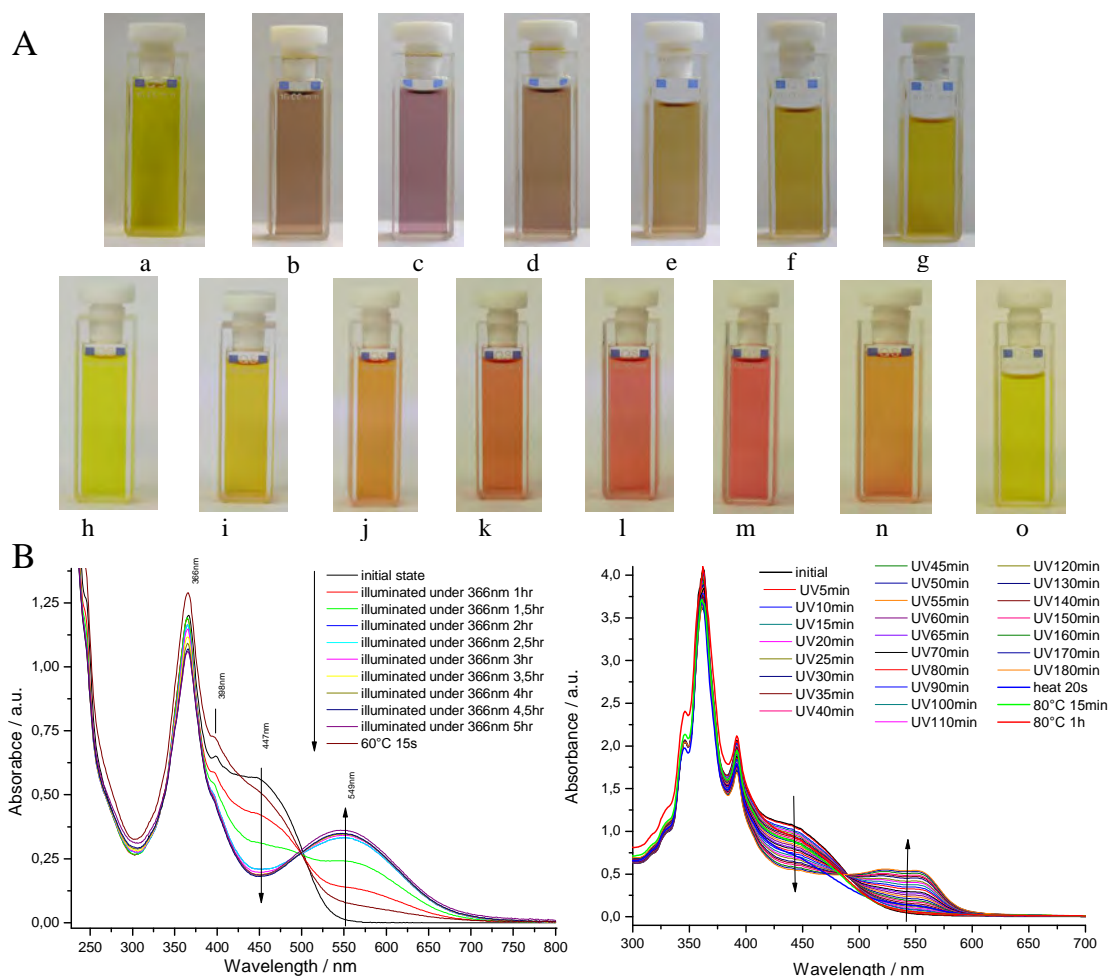 A
a b c d e f g
h i j k l m n o
B
366nm
398nm
447nm
549nm
initial state
illuminated under 366nm 1hr
illuminated under 366nm 1,5hr
illuminated under 366nm 2hr
illuminated under 366nm 2,5hr
illuminated under 366nm 3hr
illuminated under 366nm 3,5hr
illuminated under 366nm 4hr
illuminated under 366nm 4,5hr
illuminated under 366nm 5hr
60°C 15s
Absorabce / a.u.
1,25
1,00
0,75
0,50
0,25
0,00
250 300 350 400 450 500 550 600 650 700 750 800
Wavelength / nm
initial
UV5min
UV10min
UV15min
UV20min
UV25min
UV30min
UV35min
UV40min
UV45min
UV50min
UV55min
UV60min
UV65min
UV70min
UV80min
UV90min
UV100min
UV110min
UV120min
UV130min
UV140min
UV150min
UV160min
UV170min
UV180min
heat 20s
80°C 15min
80°C 1h
Absorbance / a.u.
4,0
3,5
3,0
2,5
2,0
1,5
1,0
0,5
0,0
300 350 400 450 500 550 600 650 700
Wavelength / nm